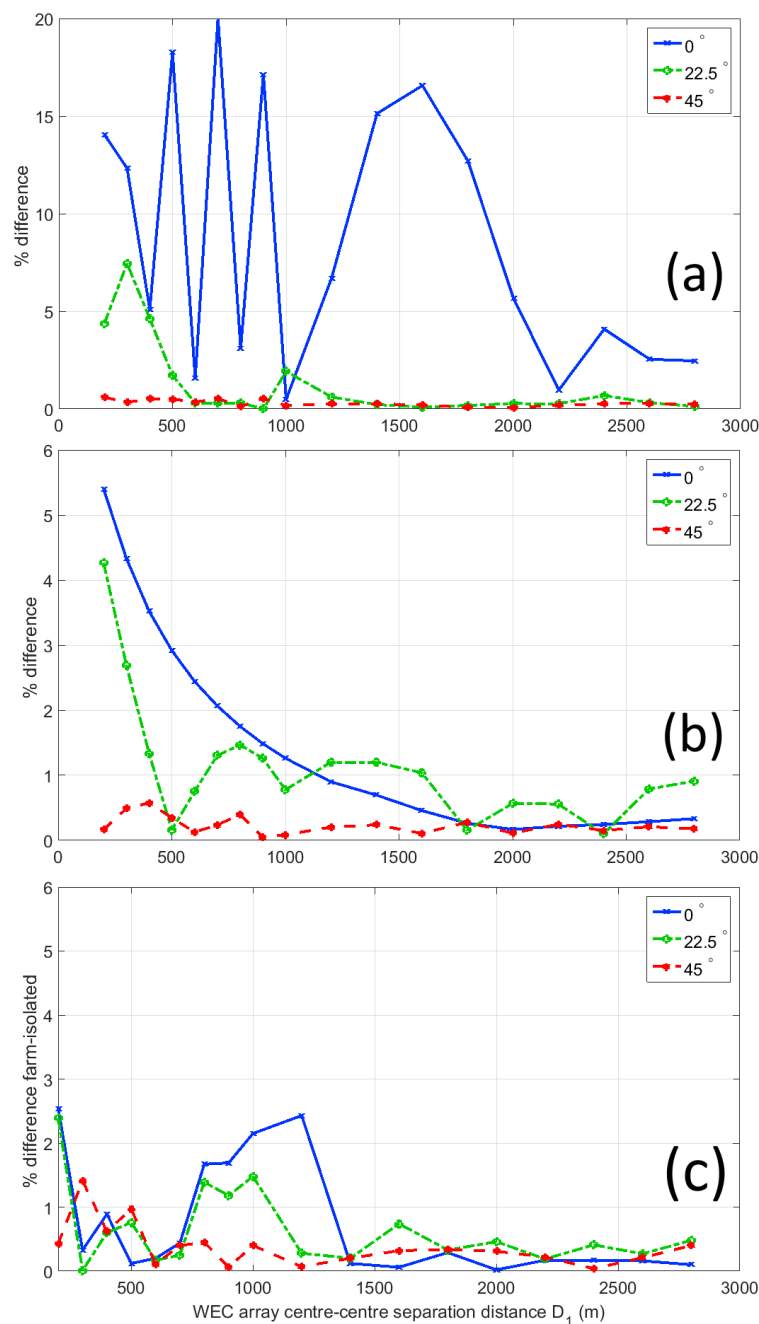 20
15
10
5
0
% difference
0 °
22.5 °
45 °
(a)
0 500 1000 1500 2000 2500 3000
6
5
4
3
2
1
0
% difference
0 °
22.5 °
45 °
(b)
0 500 1000 1500 2000 2500 3000
6
5
4
3
2
1
0
% difference farm-isolated
0 °
22.5 °
45 °
(c)
500 1000 1500 2000 2500 3000
WEC array centre-centre separation distance D₁ (m)